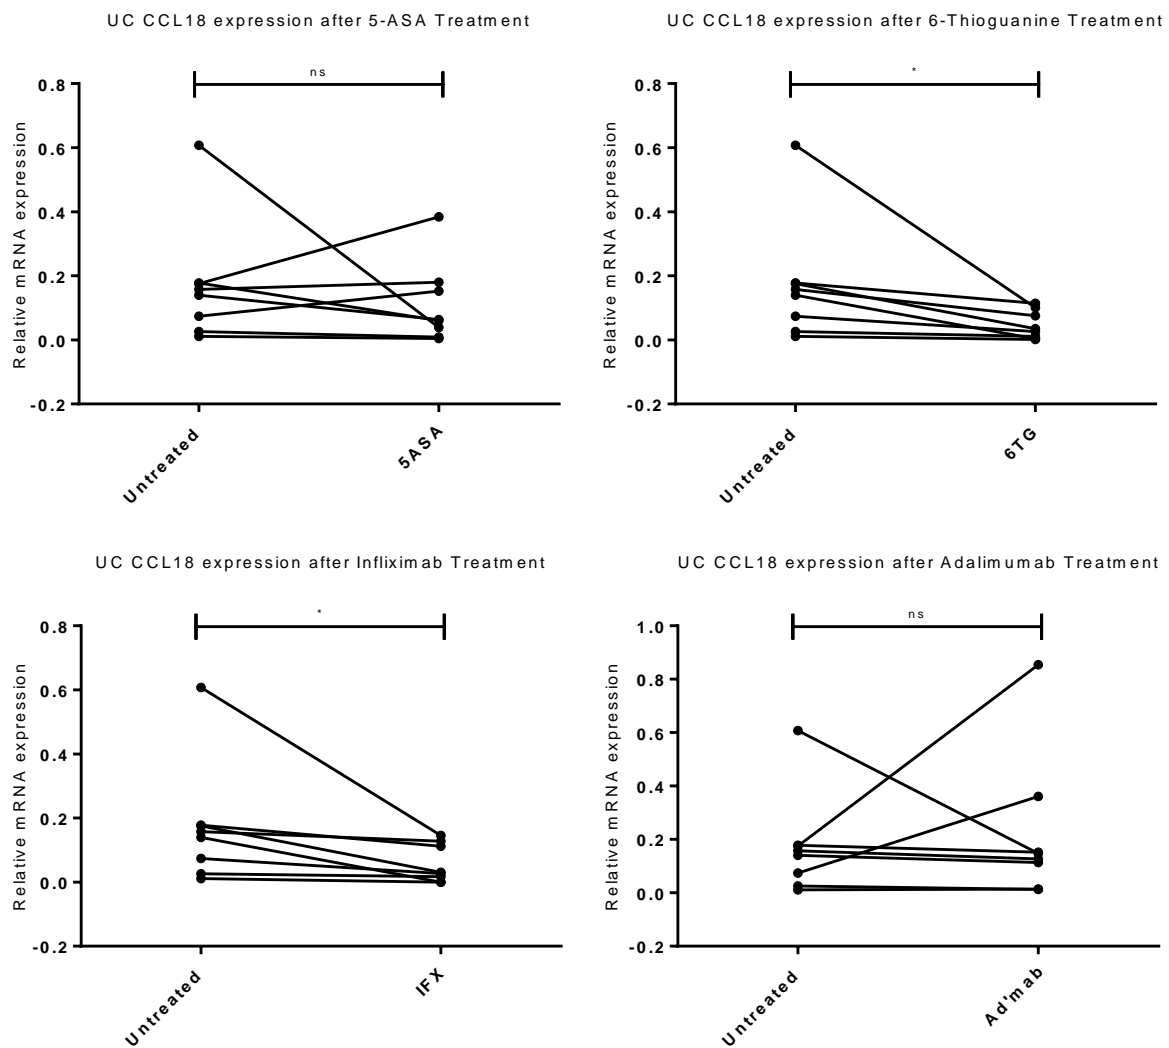 UC CCL18 expression after 5-ASA Treatment
ns
0.8
0.6
0.4
0.2
0.0
-0.2
Relative mRNA expression
Untreated
5ASA
UC CCL18 expression after 6-Thioguanine Treatment
*
0.8
0.6
0.4
0.2
0.0
-0.2
Relative mRNA expression
Untreated
6TG
UC CCL18 expression after Infliximab Treatment
*
0.8
0.6
0.4
0.2
0.0
-0.2
Relative mRNA expression
Untreated
IFX
UC CCL18 expression after Adalimumab Treatment
ns
1.0
0.8
0.6
0.4
0.2
0.0
-0.2
Relative mRNA expression
Untreated
Ad'mab